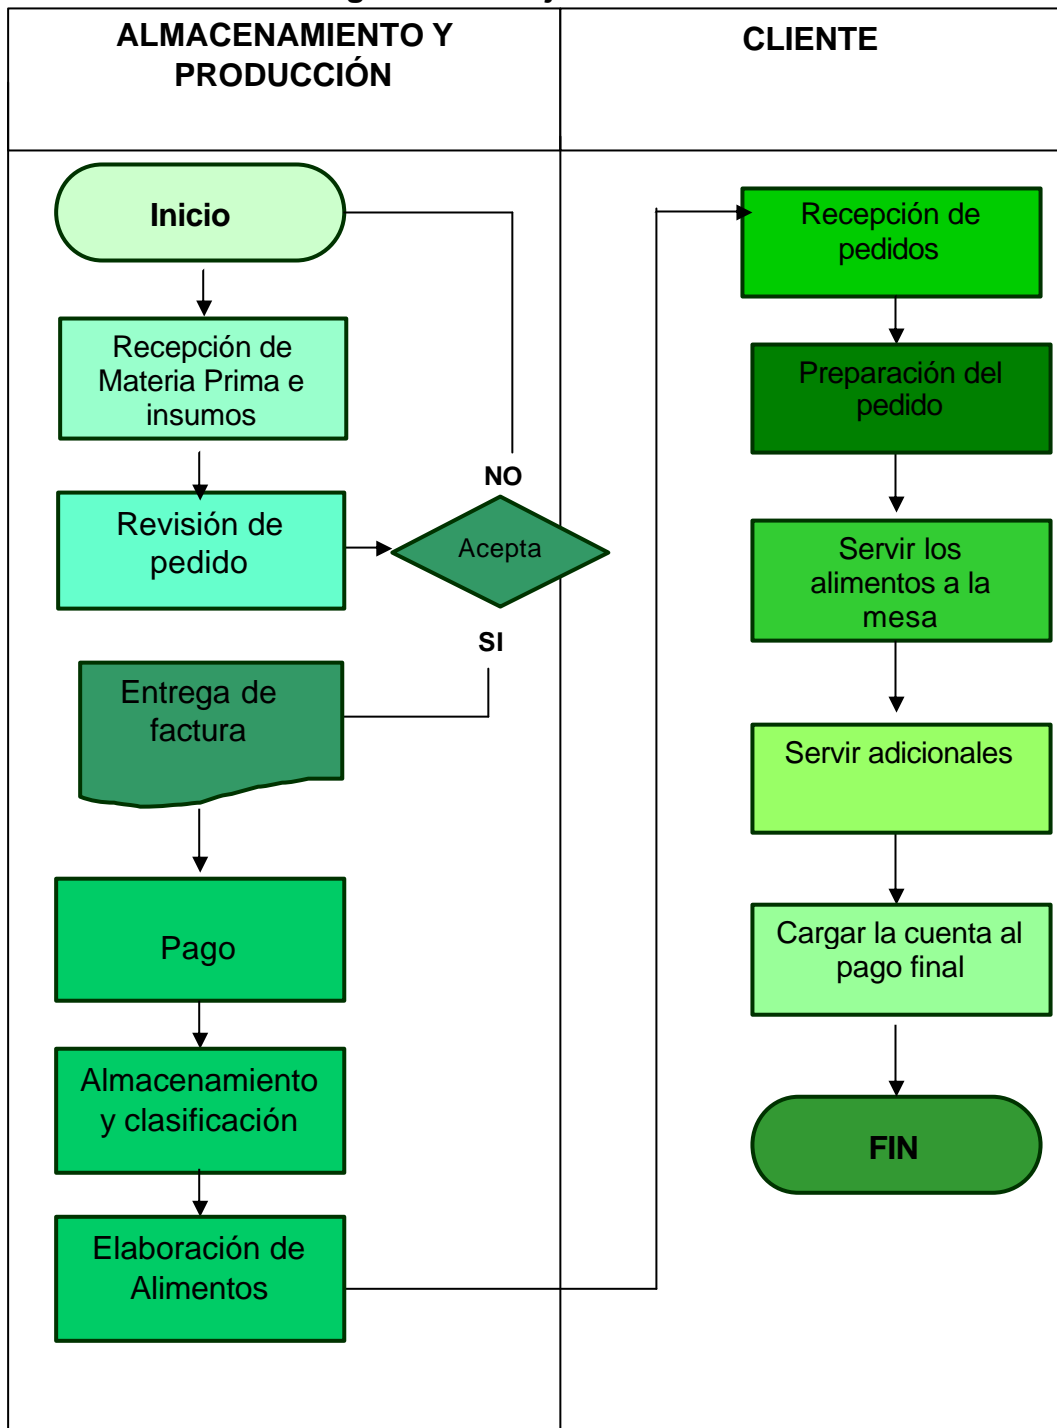 ALMACENAMIENTO Y
PRODUCCIÓN
CLIENTE
Inicio
Recepción de
Materia Prima e
insumos
Revisión de
pedido
NO
Acepta
SI
Entrega de
factura
Pago
Almacenamiento
y clasificación
Elaboración de
Alimentos
Recepción de
pedidos
Preparación del
pedido
Servir los
alimentos a la
mesa
Servir adicionales
Cargar la cuenta al
pago final
FIN